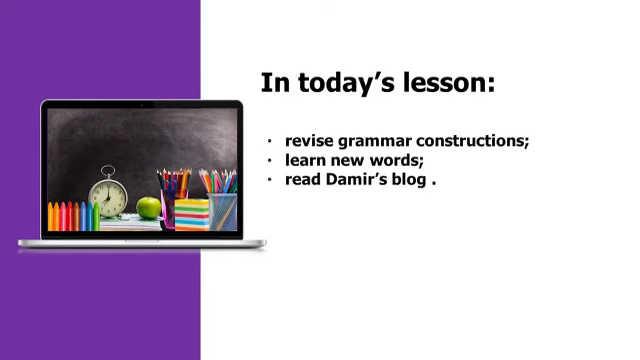 In today’s lesson:
• revise grammar constructions;
• learn new words;
• read Damir’s blog .